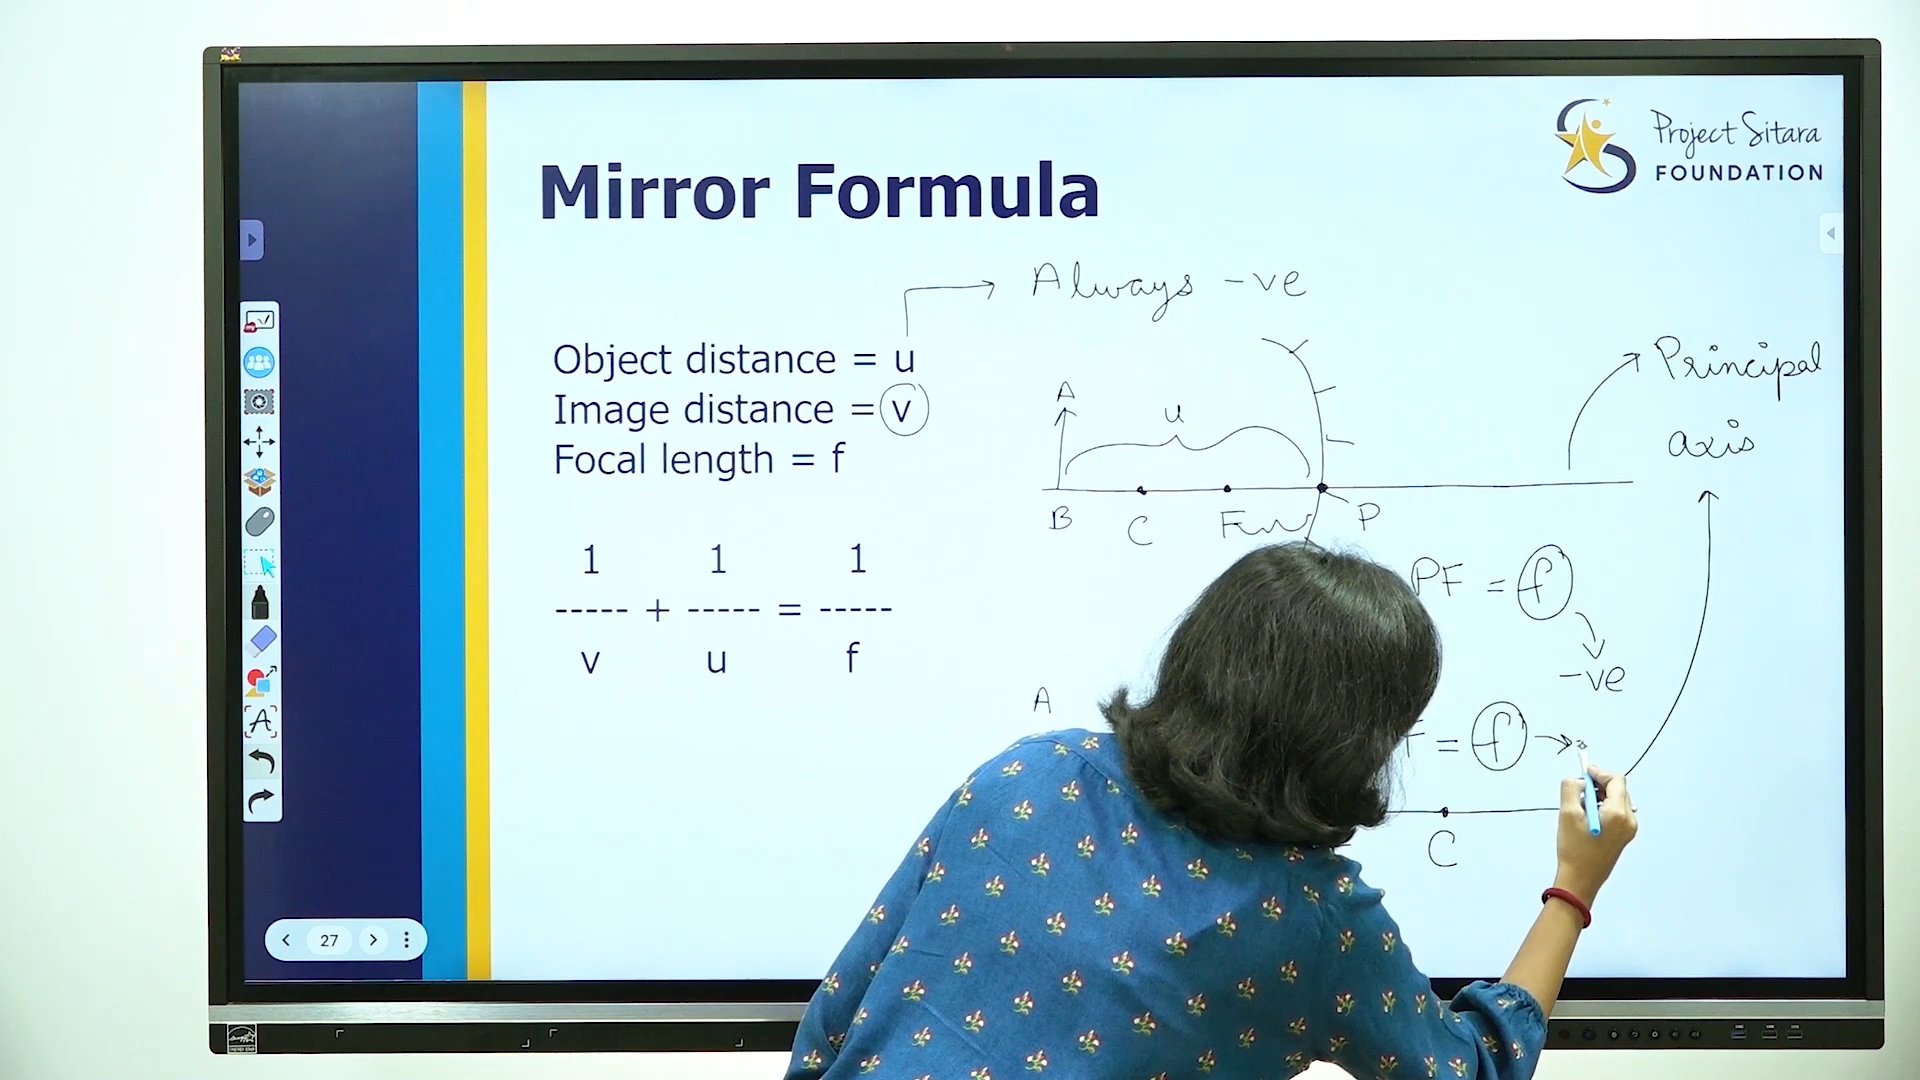 Project Sitara
FOUNDATION
Mirror Formula
Always -ve
Object distance = u
Image distance = v
Focal length = f
1 1 1
----- + ----- = -----
v u f
A
u
B C F P
Principal
axis
PF = f
-ve
A
= f →
C
27